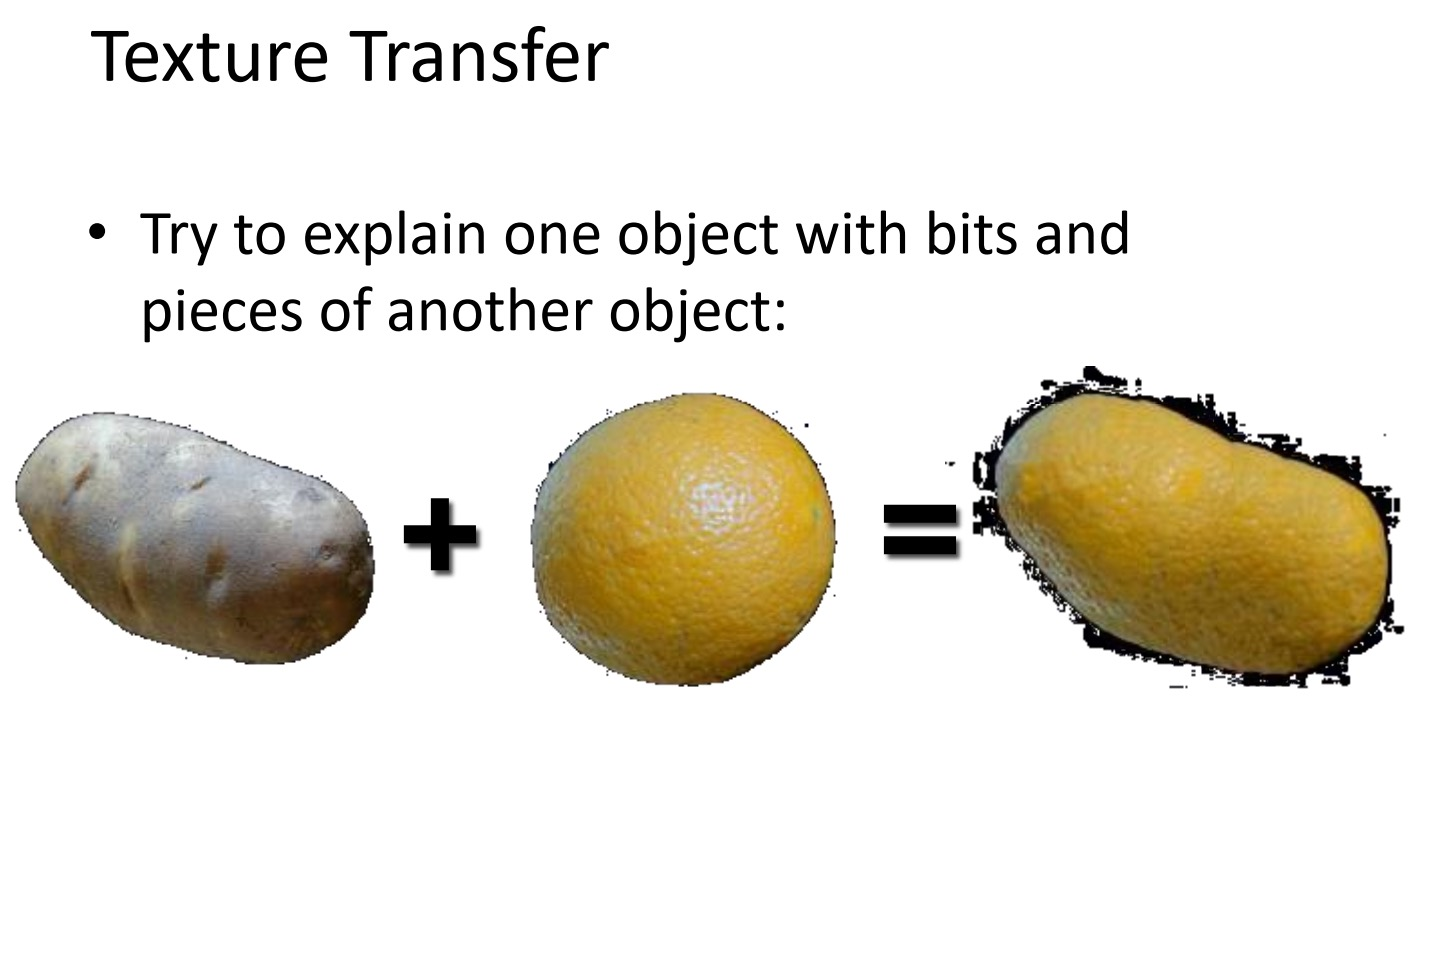 Texture Transfer
• Try to explain one object with bits and
pieces of another object:
+ =